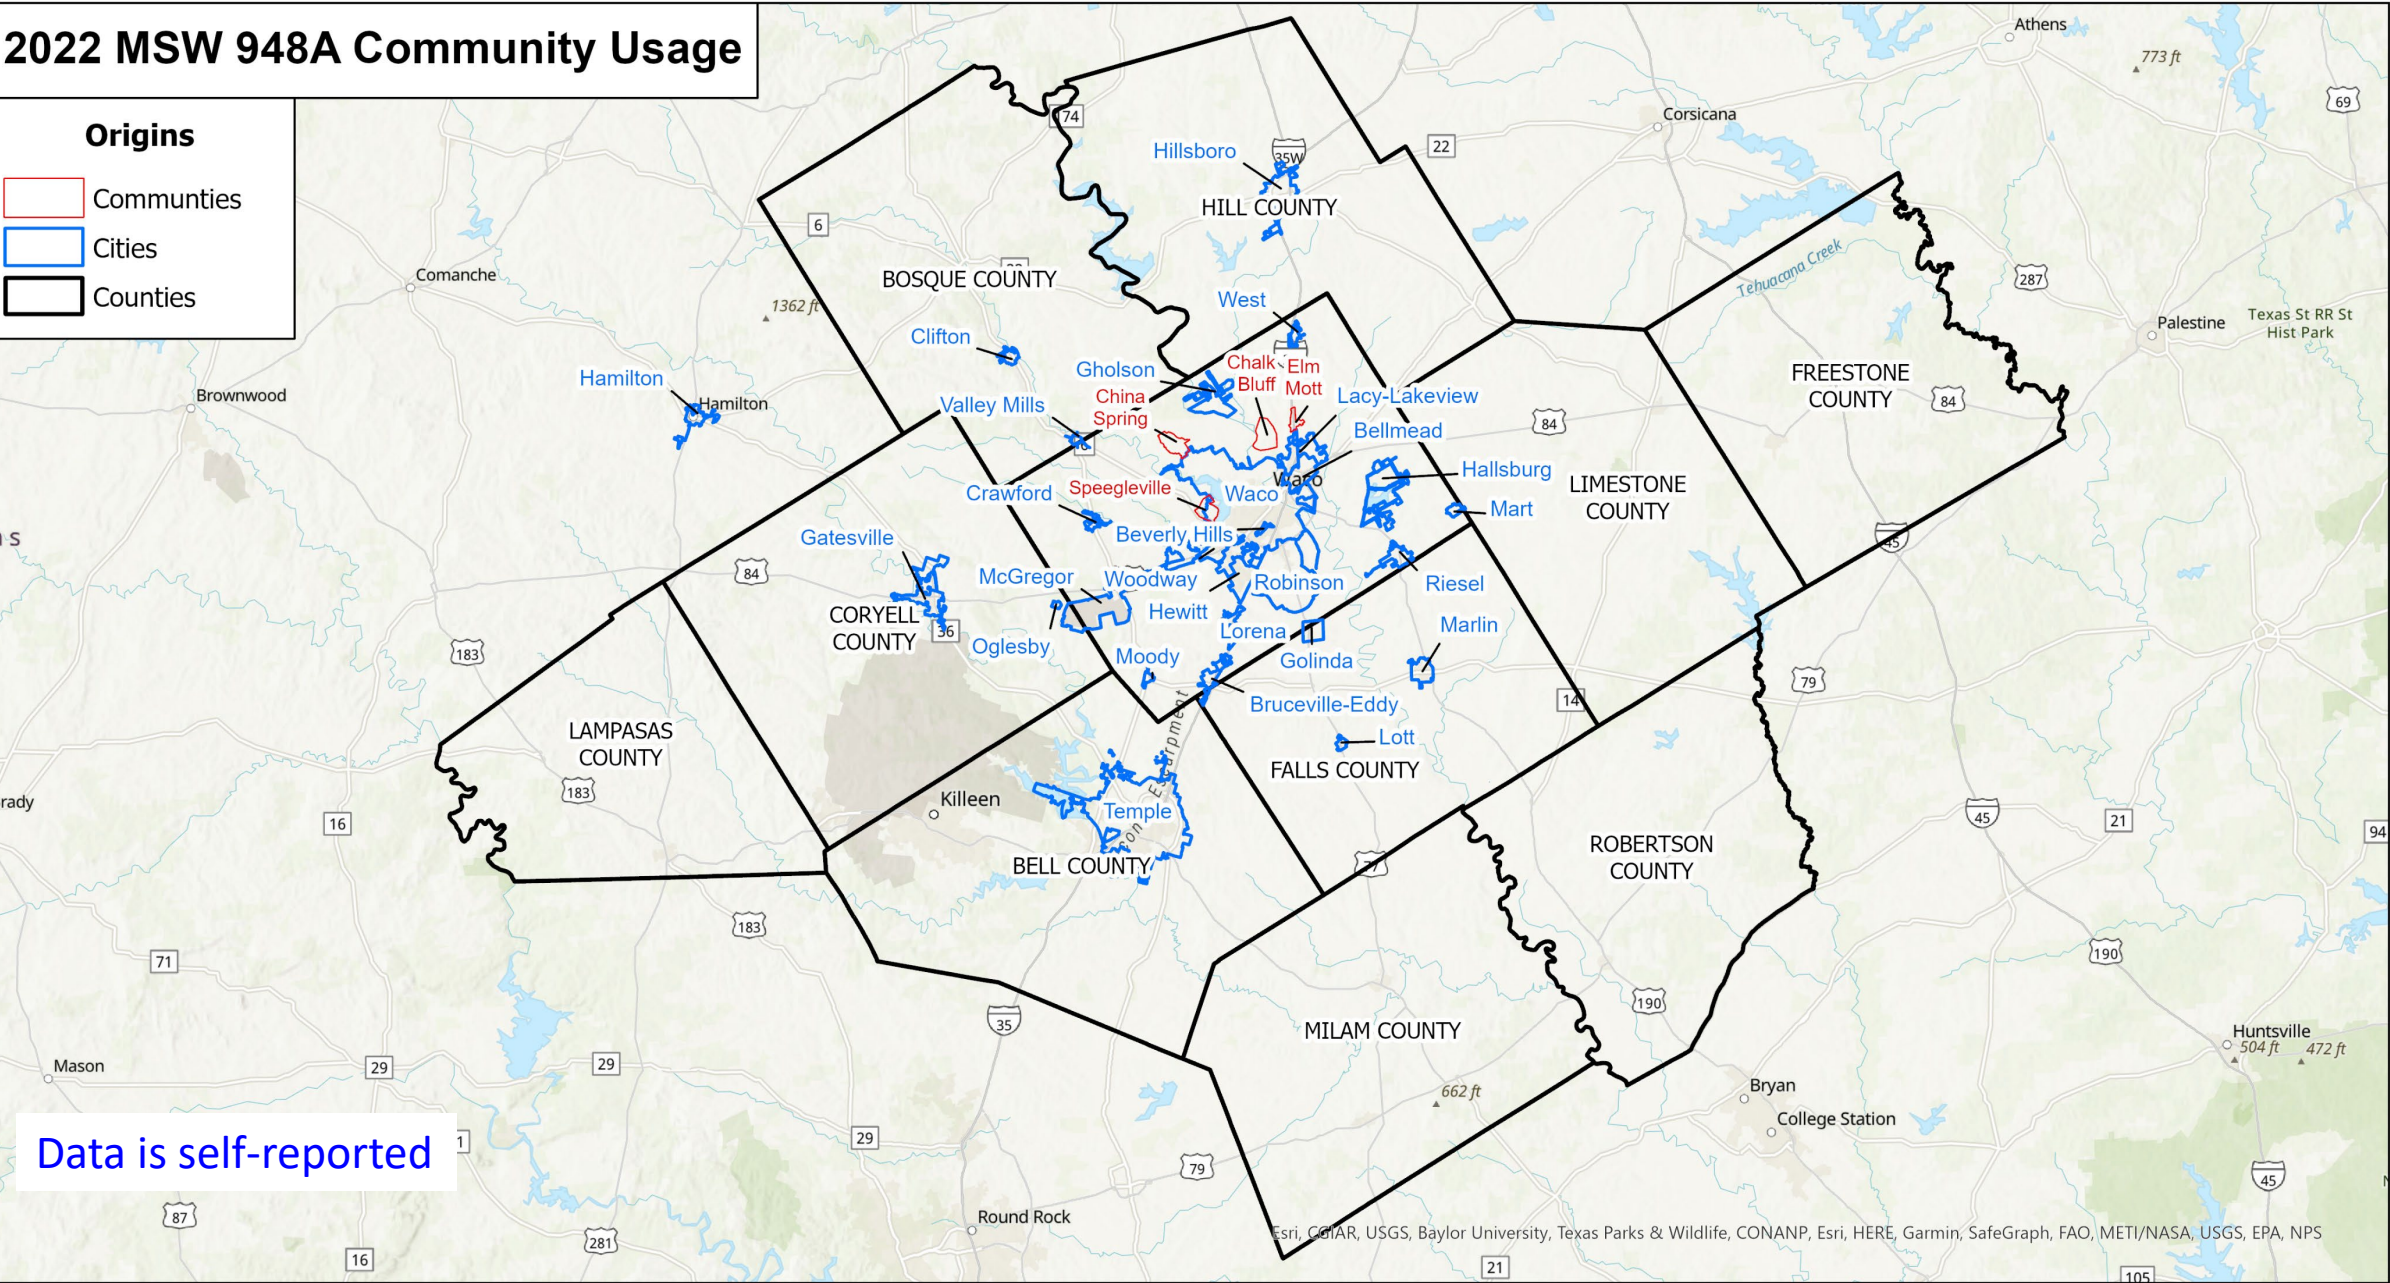 2022 MSW 948A Community Usage
Origins
Communties
Cities
Counties
Athens
773 ft
69
Corsicana
74
22
Hillsboro
35W
HILL COUNTY
6
BOSQUE COUNTY
Tehuacana Creek
287
Comanche
1362 ft
West
Palestine
Texas St RR St
Hist Park
Clifton
Hamilton
Hamilton
Gholson
Chalk
Bluff
Elm
Mott
China
Spring
Lacy-Lakeview
FREESTONE
COUNTY
84
Brownwood
Valley Mills
84
Bellmead
Hallsburg
LIMESTONE
COUNTY
Crawford
Speegleville
Waco
Waco
Mart
Gatesville
Beverly Hills
45
84
McGregor
Woodway
Robinson
Riesel
Hewitt
CORYELL
COUNTY
36
Oglesby
Lorena
Marlin
Golinda
183
Moody
79
14
Bruceville-Eddy
LAMPASAS
COUNTY
Lott
FALLS COUNTY
183
Killeen
Temple
rady
16
45
21
94
BELL COUNTY
77
ROBERTSON
COUNTY
183
71
190
190
35
MILAM COUNTY
Huntsville
504 ft
472 ft
Mason
29
29
662 ft
Bryan
College Station
29
1
Data is self-reported
79
45
87
Round Rock
281
16
21
105
Esri, CGIAR, USGS, Baylor University, Texas Parks & Wildlife, CONANP, Esri, HERE, Garmin, SafeGraph, FAO, METI/NASA, USGS, EPA, NPS